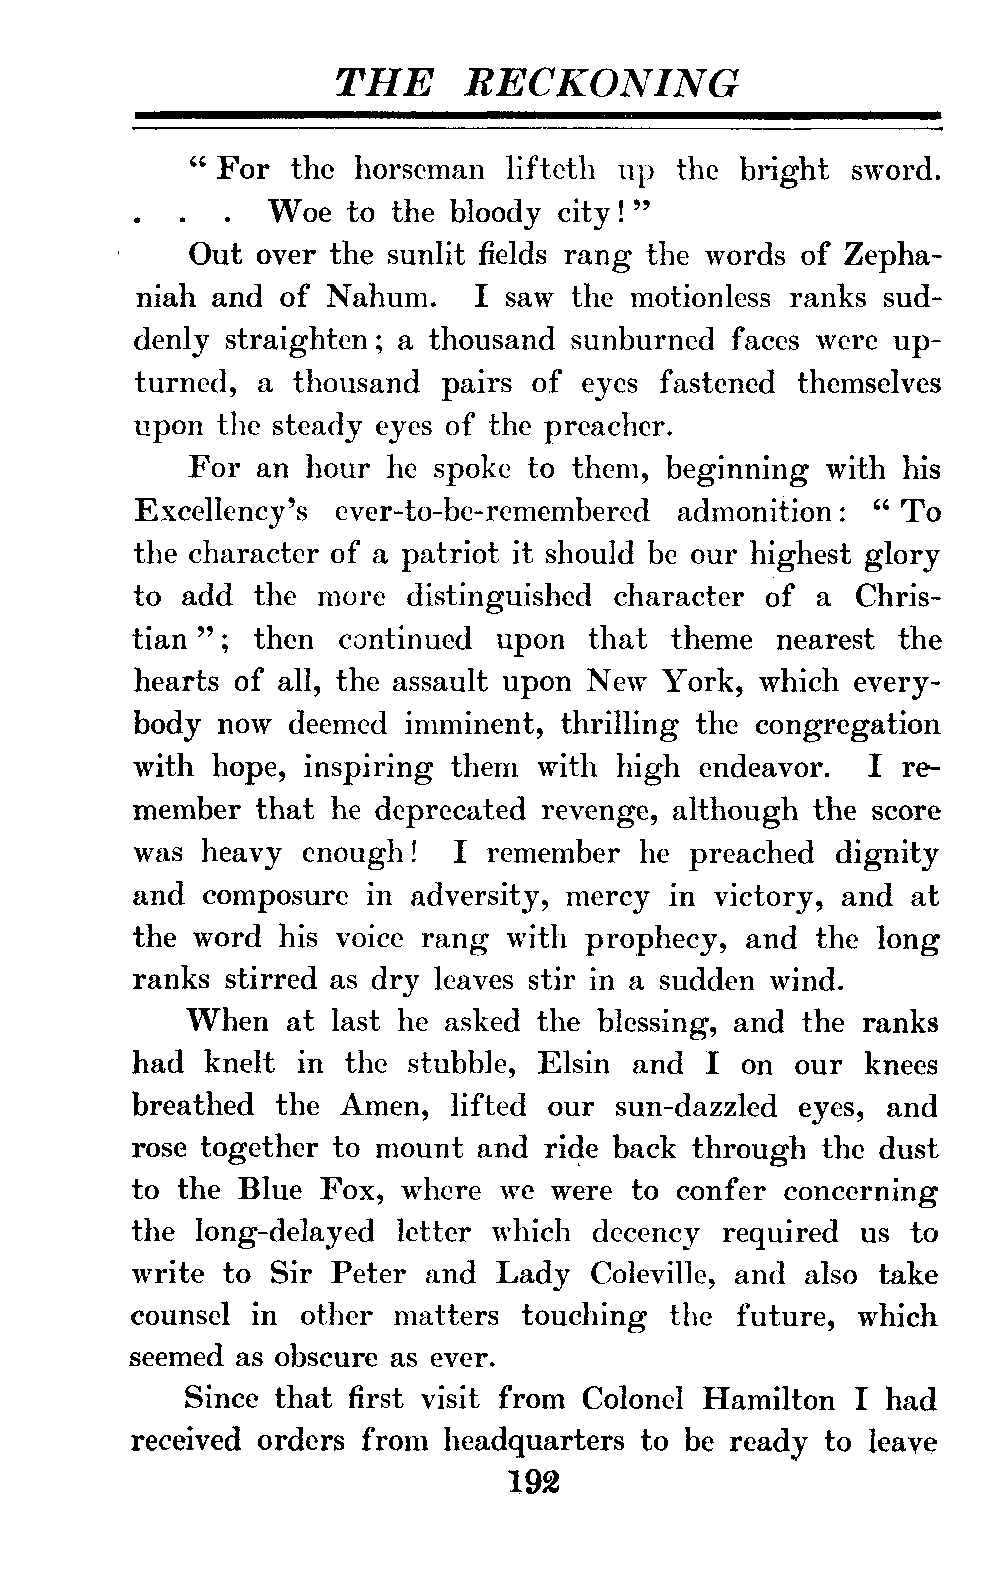 THE RECKONING
“ For the horseman lifteth up the bright sword.
. . . Woe to the bloody city ! ”
Out over the sunlit fields rang the words of Zepha-
niah and of Nahum. I saw the motionless ranks sud-
denly straighten ; a thousand sunburned faces were up-
turned, a thousand pairs of eyes fastened themselves
upon the steady eyes of the preacher.
For an hour he spoke to them, beginning with his
Excellency’s ever-to-be-remembered admonition : “ To
the character of a patriot it should be our highest glory
to add the more distinguished character of a Chris-
tian ” ; then continued upon that theme nearest the
hearts of all, the assault upon New York, which every-
body now deemed imminent, thrilling the congregation
with hope, inspiring them with high endeavor. I re-
member that he deprecated revenge, although the score
was heavy enough ! I remember he preached dignity
and composure in adversity, mercy in victory, and at
the word his voice rang with prophecy, and the long
ranks stirred as dry leaves stir in a sudden wind.
When at last he asked the blessing, and the ranks
had knelt in the stubble, Elsin and I on our knees
breathed the Amen, lifted our sun-dazzled eyes, and
rose together to mount and ride back through the dust
to the Blue Fox, where we were to confer concerning
the long-delayed letter which decency required us to
write to Sir Peter and Lady Coleville, and also take
counsel in other matters touching the future, which
seemed as obscure as ever.
Since that first visit from Colonel Hamilton I had
received orders from headquarters to be ready to leave
192